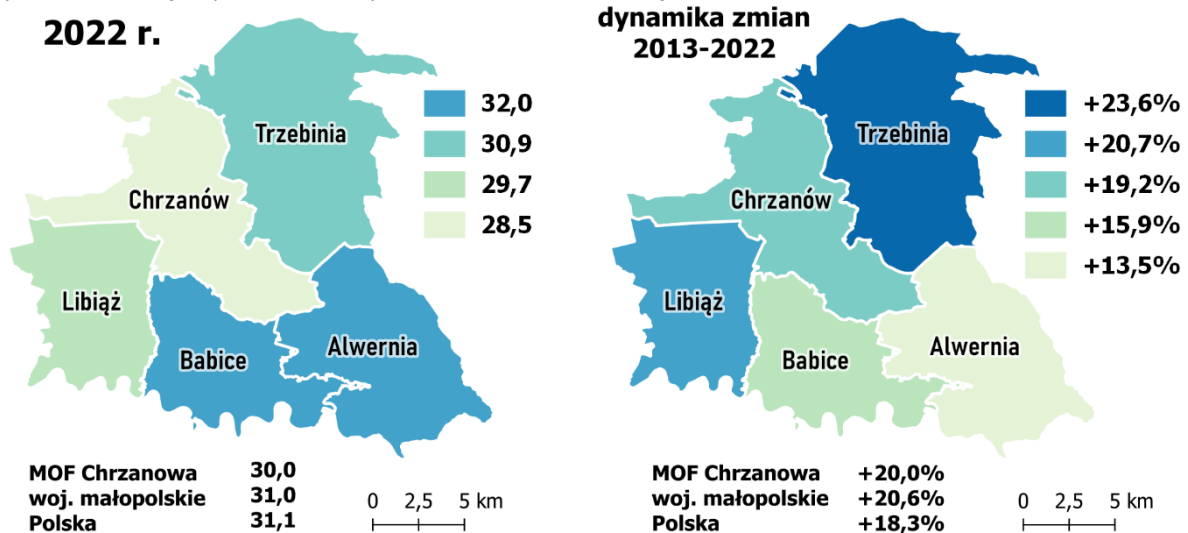 2022 r.
Trzebinia
Chrzanów
Libiąż
Babice
Alwernia
32,0
30,9
29,7
28,5
MOF Chrzanowa 30,0
woj. małopolskie 31,0
Polska 31,1
0 2,5 5 km
dynamika zmian
2013-2022
Trzebinia
Chrzanów
Libiąż
Babice
Alwernia
+23,6%
+20,7%
+19,2%
+15,9%
+13,5%
MOF Chrzanowa +20,0%
woj. małopolskie +20,6%
Polska +18,3%
0 2,5 5 km